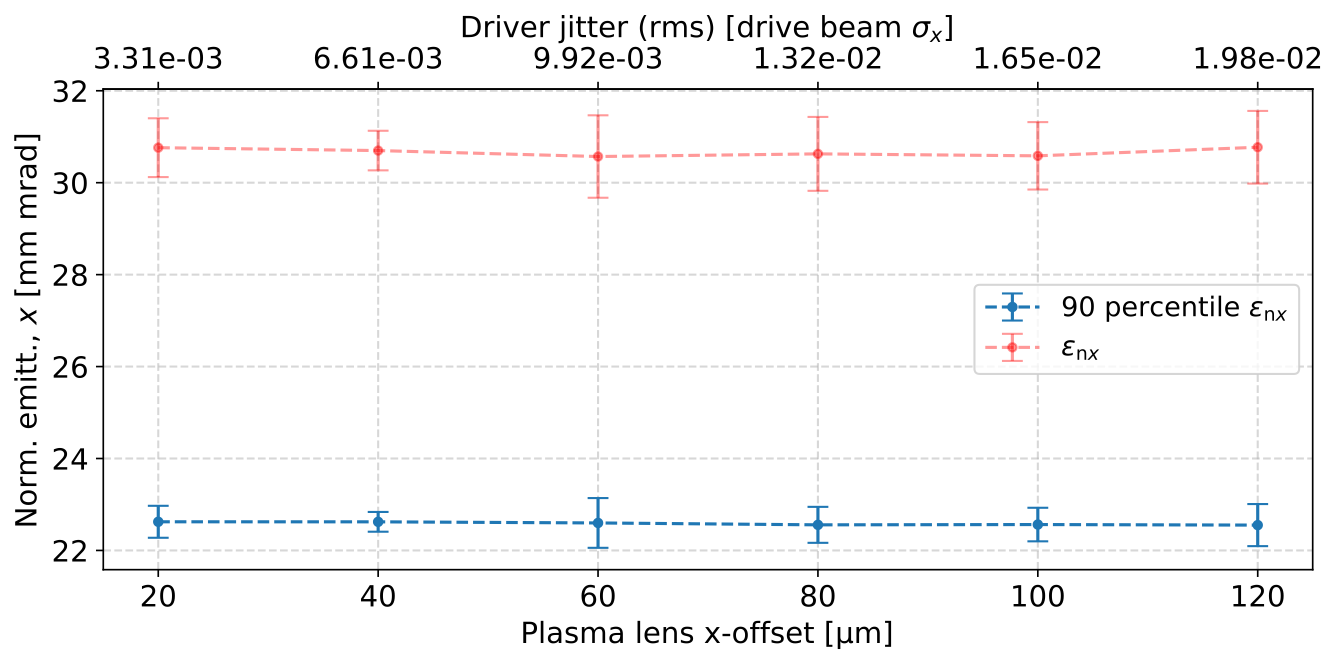 Driver jitter (rms) [drive beam σₓ]
3.31e-03 6.61e-03 9.92e-03 1.32e-02 1.65e-02 1.98e-02
32
30
28
26
24
22
Norm. emitt., x [mm mrad]
90 percentile εₙₓ
εₙₓ
20 40 60 80 100 120
Plasma lens x-offset [μm]